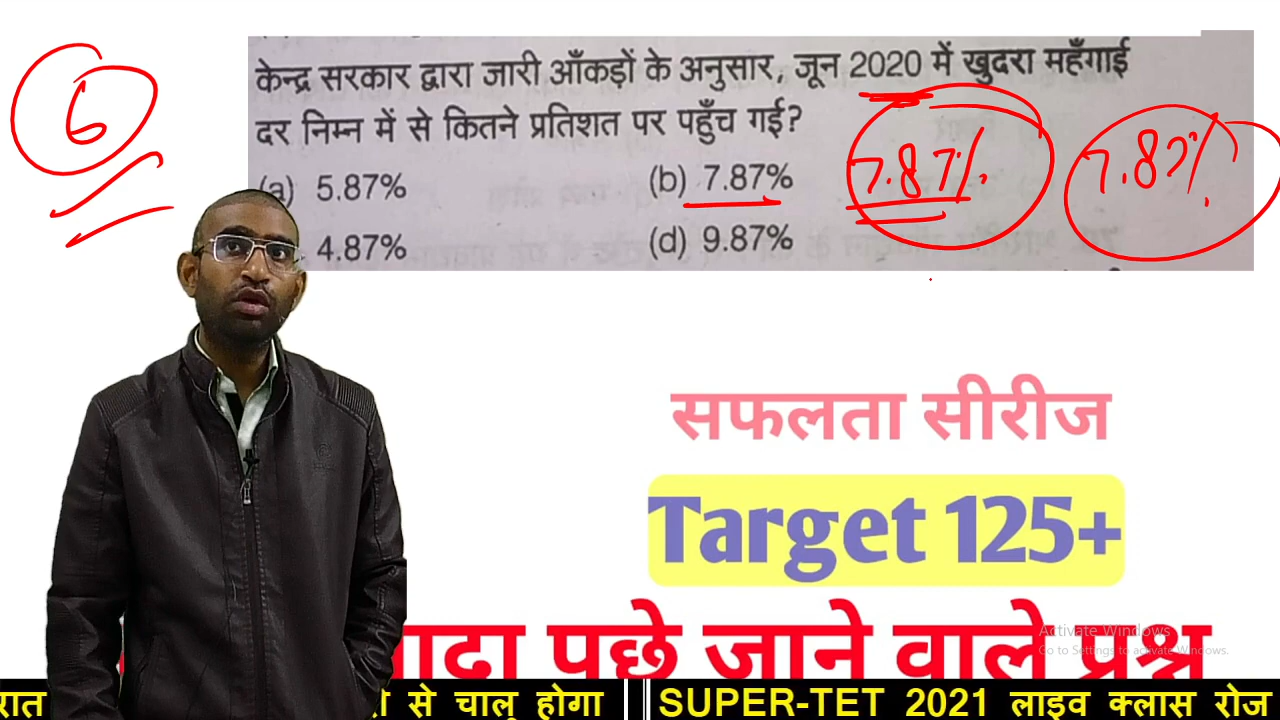 6
केन्द्र सरकार द्वारा जारी आँकड़ों के अनुसार, जून 2020 में खुदरा महँगाई
दर निम्न में से कितने प्रतिशत पर पहुँच गई?
(a) 5.87% (b) 7.87%
4.87% (d) 9.87%
7.87% 7.87%
सफलता सीरीज
Target 125+
पूछे जाने वाले प्रश्न
Activate Windows
Go to Settings to activate Windows.
से चालू होगा || SUPER-TET 2021 लाइव क्लास रोज